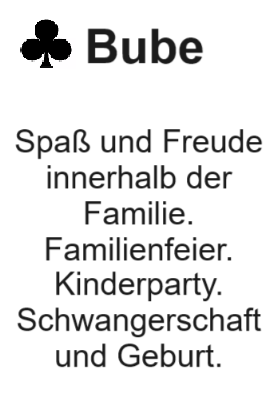 ♣ Bube
Spaß und Freude
innerhalb der
Familie.
Familienfeier.
Kinderparty.
Schwangerschaft
und Geburt.